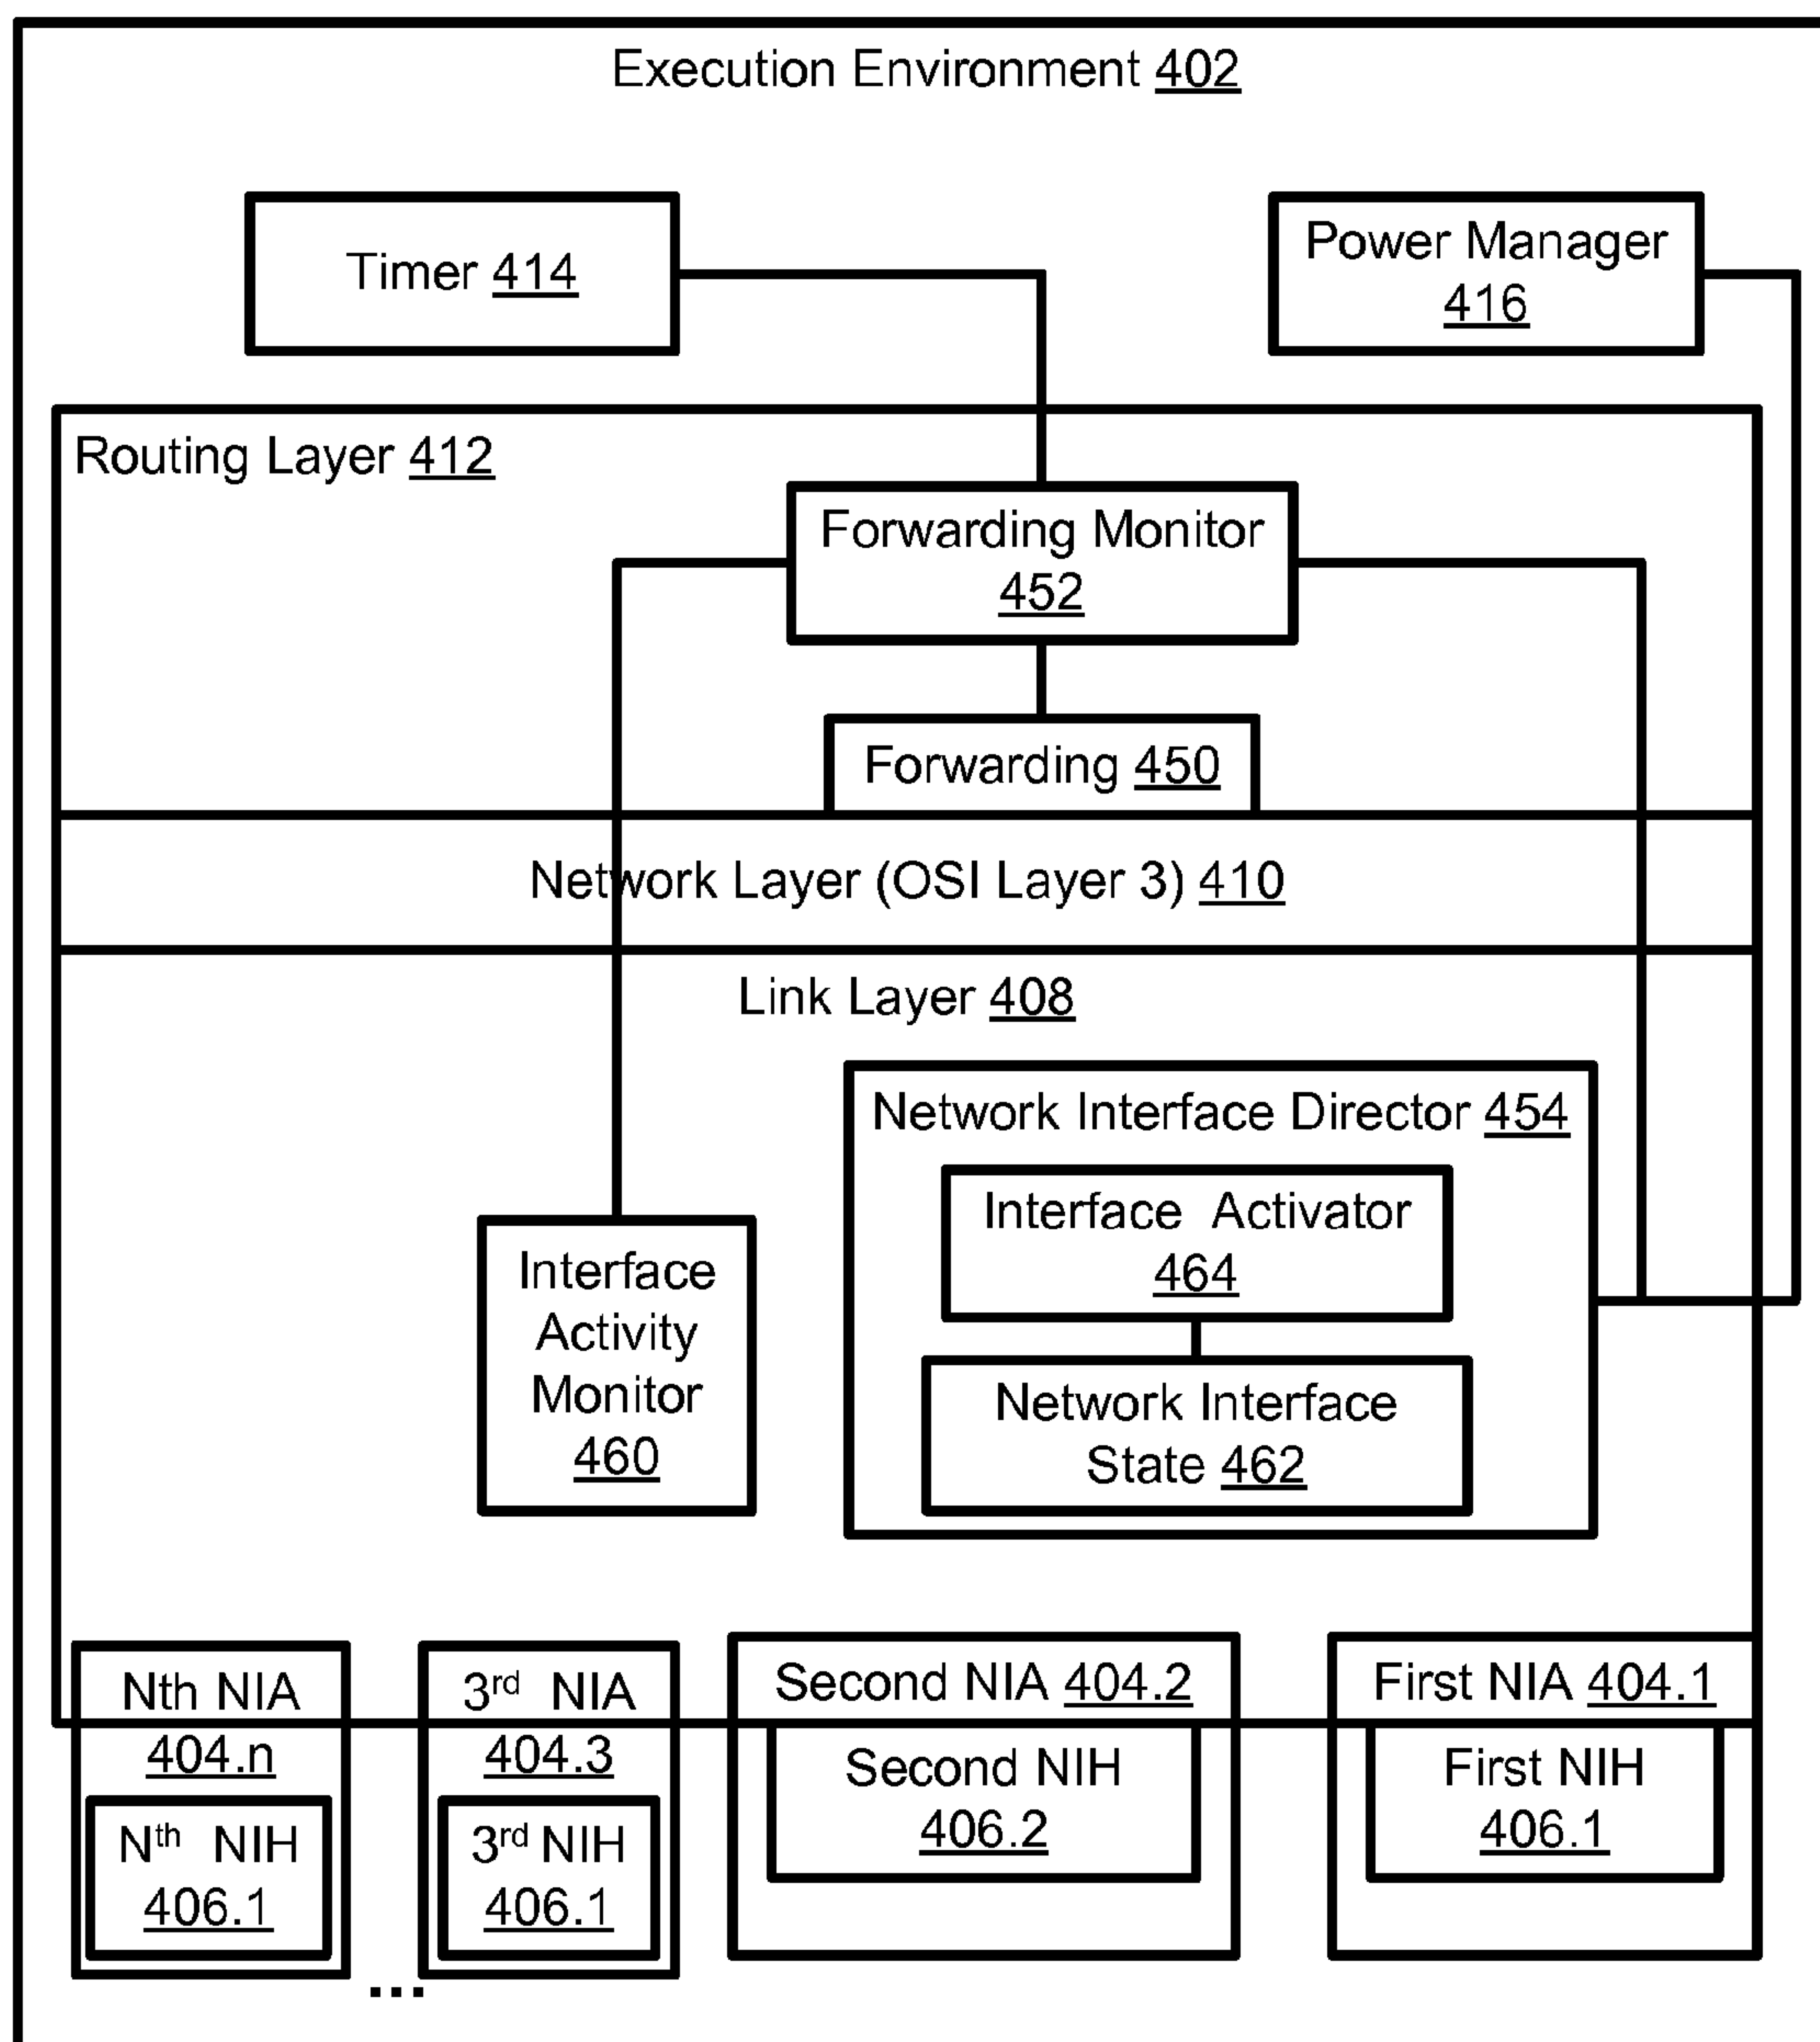 Execution Environment 402
Timer 414
Power Manager
416
Routing Layer 412
Forwarding Monitor
452
Forwarding 450
Network Layer (OSI Layer 3) 410
Link Layer 408
Network Interface Director 454
Interface Activator
464
Network Interface
State 462
Interface
Activity
Monitor
460
Nth NIA
404.n
Nth NIH
406.1
...
3rd NIA
404.3
3rd NIH
406.1
Second NIA 404.2
Second NIH
406.2
First NIA 404.1
First NIH
406.1